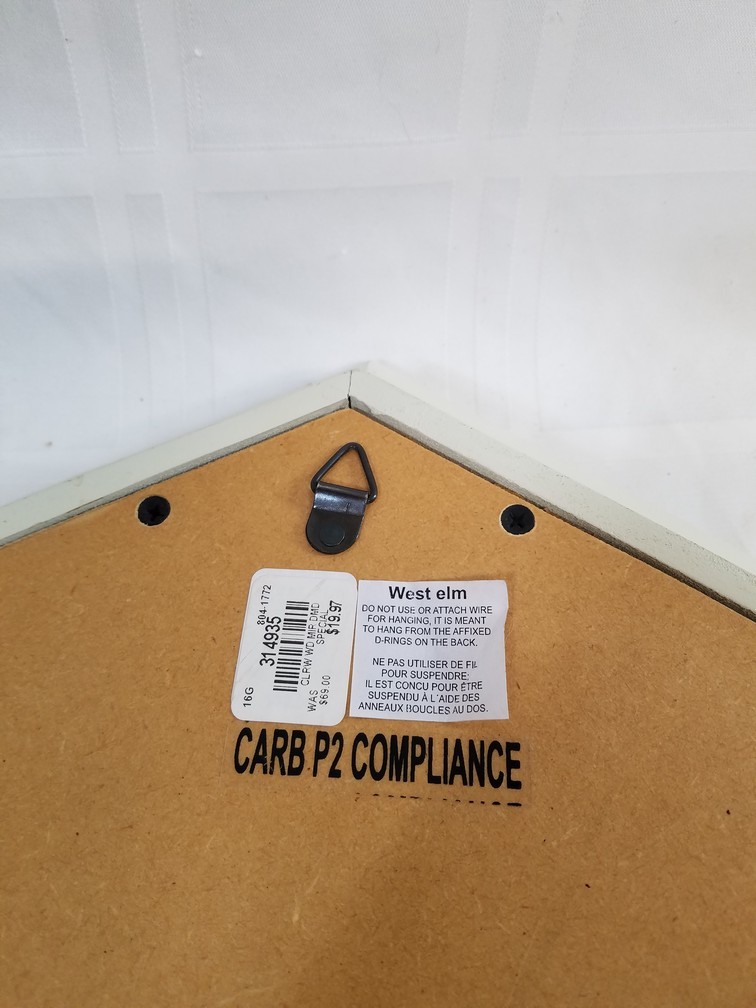 804-1772
314935
CLRW WD MIR DMD
SPECIAL
WAS $19.97
$69.00
16G
West elm
DO NOT USE OR ATTACH WIRE
FOR HANGING, IT IS MEANT
TO HANG FROM THE AFFIXED
D-RINGS ON THE BACK.
NE PAS UTILISER DE FIL
POUR SUSPENDRE;
IL EST CONCU POUR ÊTRE
SUSPENDU À L'AIDE DES
ANNEAUX BOUCLES AU DOS.
CARB P2 COMPLIANCE